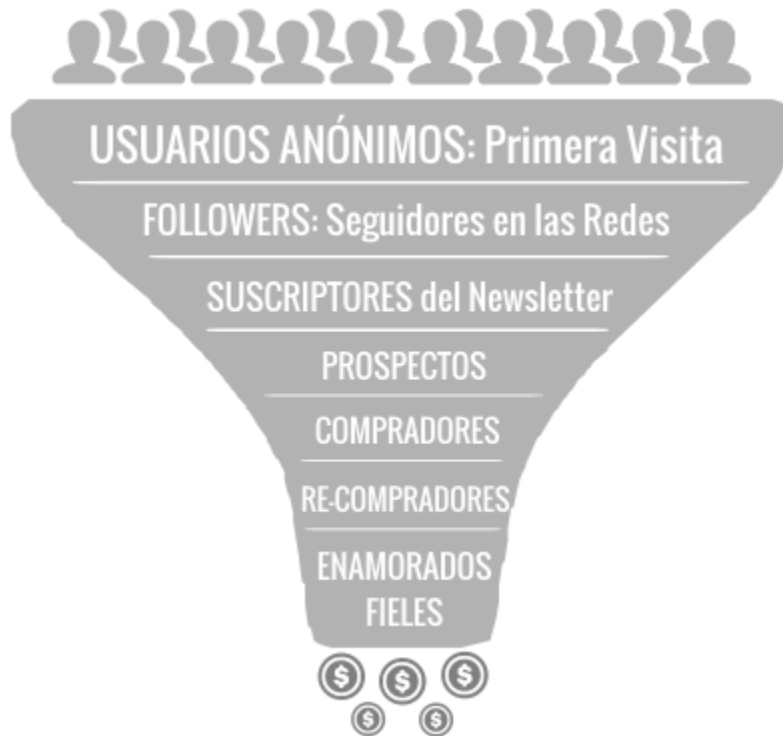 USUARIOS ANÓNIMOS: Primera Visita
FOLLOWERS: Seguidores en las Redes
SUSCRIPTORES del Newsletter
PROSPECTOS
COMPRADORES
RE-COMPRADORES
ENAMORADOS
FIELES
$ $ $
$ $